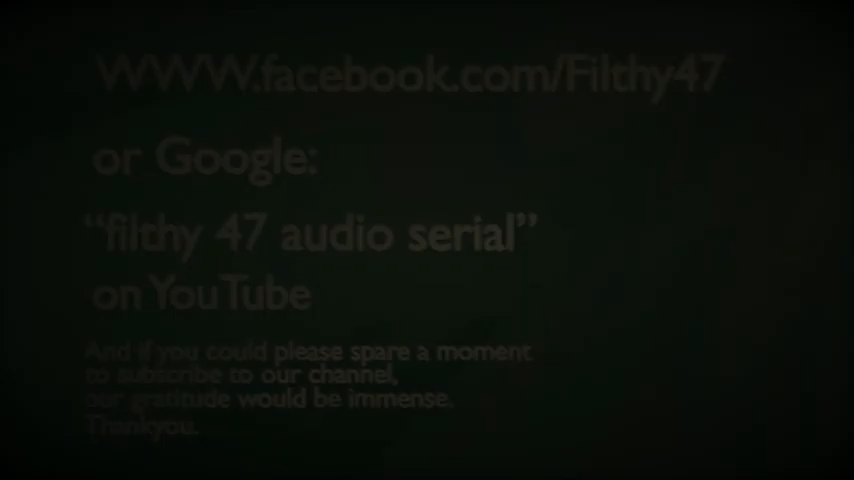 WWW.facebook.com/Filthy47
or Google:
“filthy 47 audio serial”
on YouTube
And if you could please spare a moment
to subscribe to our channel,
our gratitude would be immense.
Thankyou.